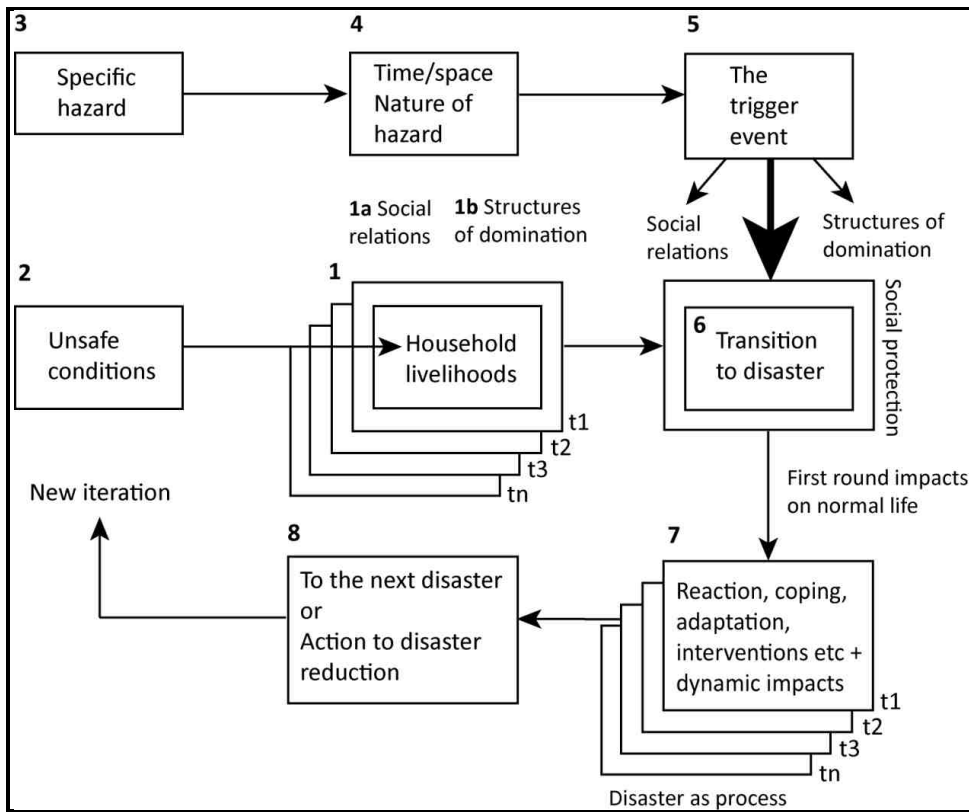 3
Specific
hazard
4
Time/space
Nature of
hazard
5
The
trigger
event
1a Social
relations
1b Structures
of domination
Social
relations
Structures of
domination
2
Unsafe
conditions
1
Household
livelihoods
t1
t2
t3
tn
6 Transition
to disaster
Social protection
First round impacts
on normal life
New iteration
8
To the next disaster
or
Action to disaster
reduction
7
Reaction, coping,
adaptation,
interventions etc +
dynamic impacts
t1
t2
t3
tn
Disaster as process